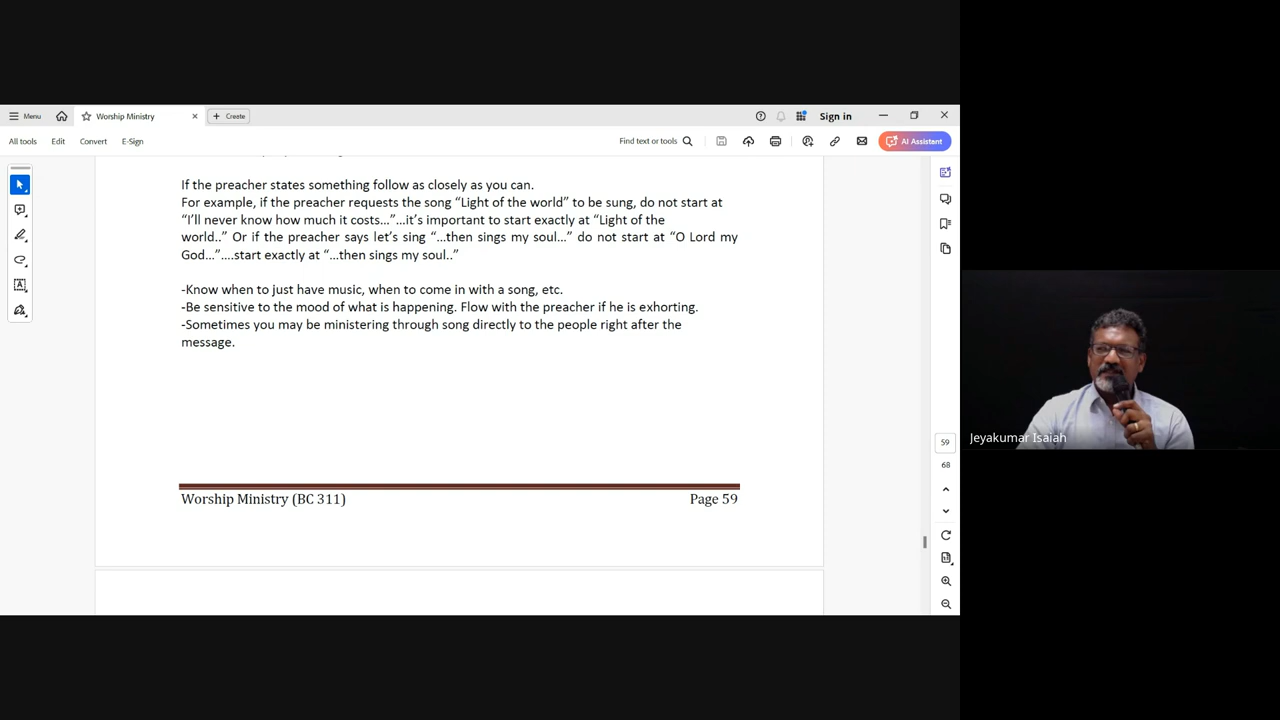 Menu
Worship Ministry
Create
Sign in
All tools
Edit
Convert
E-Sign
Find text or tools
AI Assistant
If the preacher states something follow as closely as you can.
For example, if the preacher requests the song “Light of the world” to be sung, do not start at
“I’ll never know how much it costs...”...it’s important to start exactly at “Light of the
world..” Or if the preacher says let’s sing “...then sings my soul...” do not start at “O Lord my
God...”....start exactly at “...then sings my soul..”
-Know when to just have music, when to come in with a song, etc.
-Be sensitive to the mood of what is happening. Flow with the preacher if he is exhorting.
-Sometimes you may be ministering through song directly to the people right after the
message.
Worship Ministry (BC 311)
Page 59
59
68
Jeyakumar Isaiah